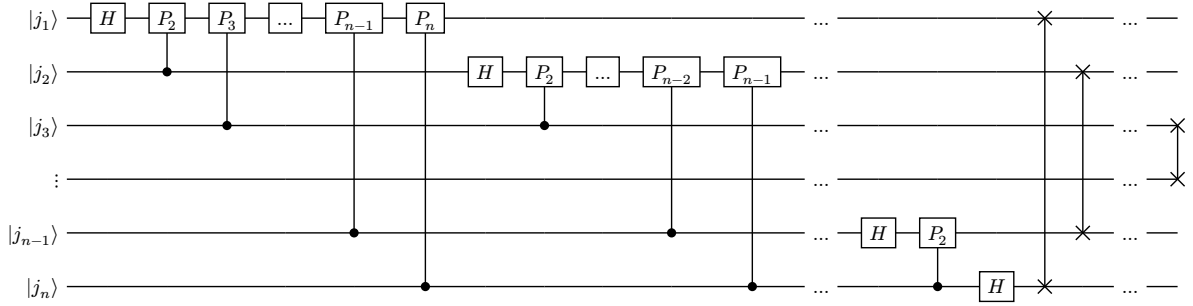 |j₁⟩ H P₂ P₃ ... Pₙ₋₁ Pₙ ... ...
|j₂⟩ H P₂ ... Pₙ₋₂ Pₙ₋₁ ... ...
|j₃⟩ ... ...
⋮ ... ...
|jₙ₋₁⟩ ... H P₂ ...
|jₙ⟩ ... H ...